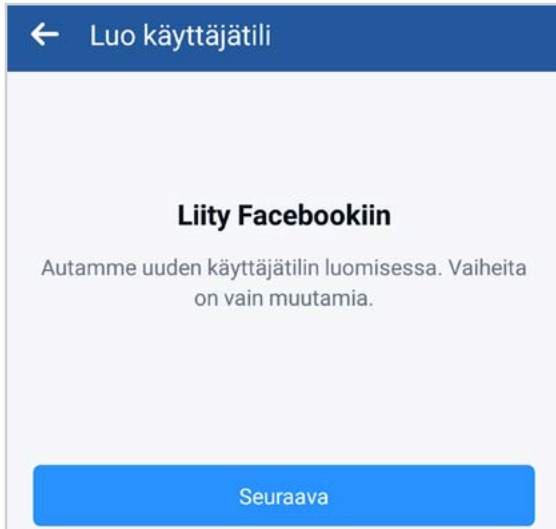 Luo käyttäjätili
Liity Facebookiin
Autamme uuden käyttäjätilin luomisessa. Vaiheita
on vain muutamia.
Seuraava